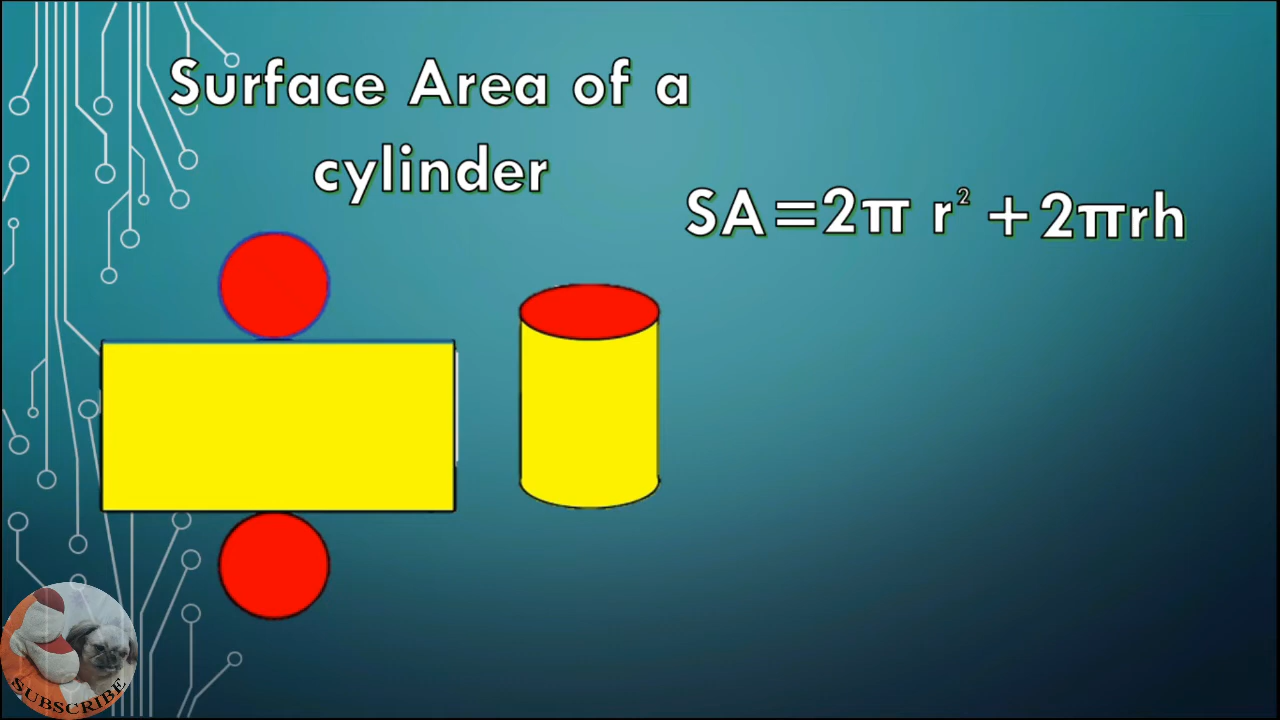 Surface Area of a
cylinder
SA=2π r² +2πrh
SUBSCRIBE